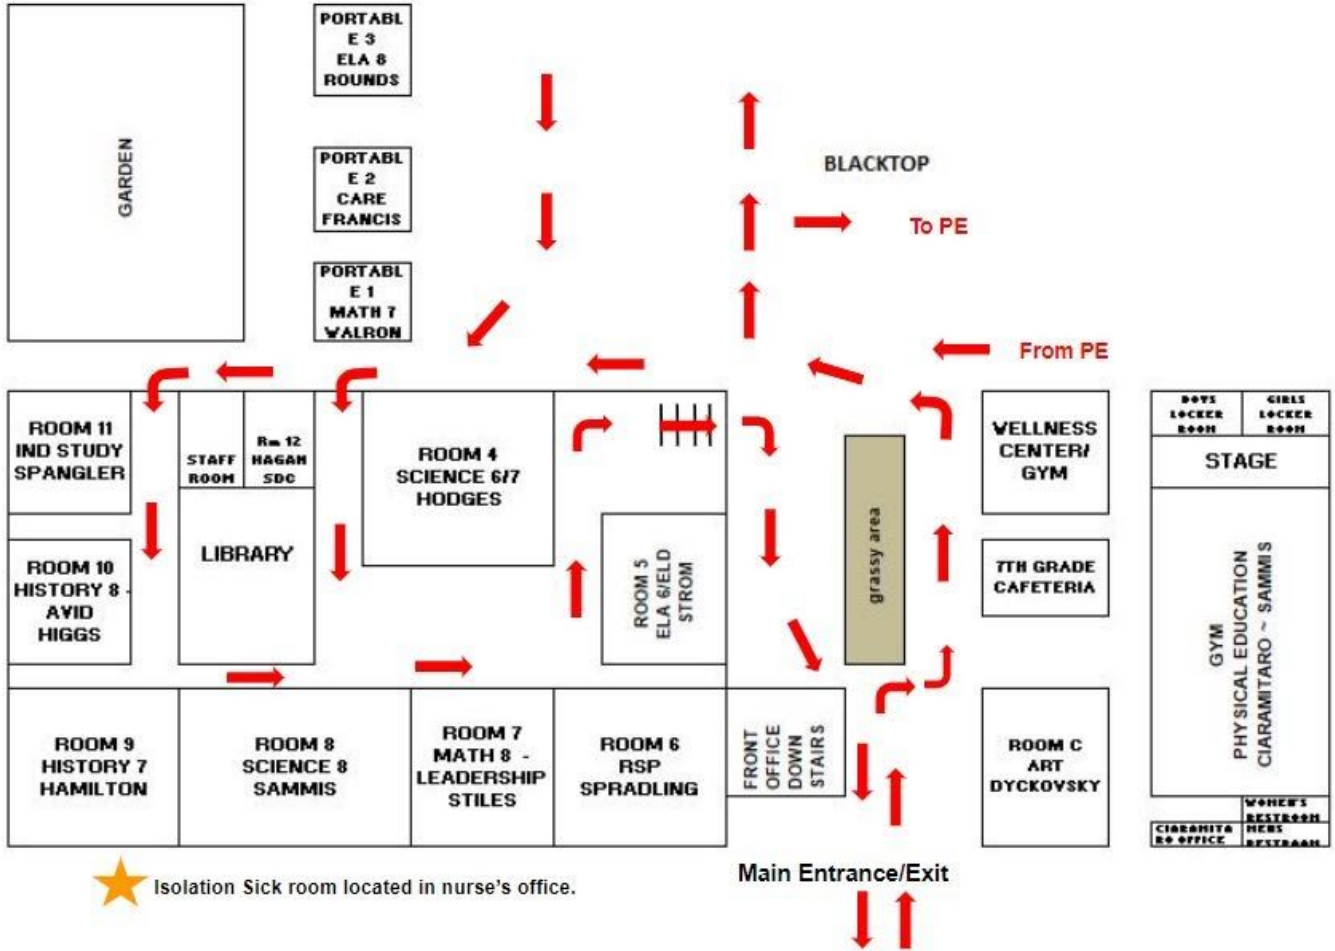 PORTABL
E 3
ELA 8
ROUNDS
GARDEN
PORTABL
E 2
CARE
FRANCIS
BLACKTOP
To PE
PORTABL
E 1
MATH 7
WALRON
From PE
ROOM 11
IND STUDY
SPANGLER
STAFF
ROOM
Rm 12
HAGAN
SDC
ROOM 4
SCIENCE 6/7
HODGES
WELLNESS
CENTER/
GYM
BOYS
LOCKER
ROOM
GIRLS
LOCKER
ROOM
STAGE
ROOM 10
HISTORY 8 -
AVID
HIGGS
LIBRARY
ROOM 5
ELA 6/ELD
STROM
grassy area
7TH GRADE
CAFETERIA
GYM
PHYSICAL EDUCATION
CIARAMITARO ~ SAMMIS
ROOM 9
HISTORY 7
HAMILTON
ROOM 8
SCIENCE 8
SAMMIS
ROOM 7
MATH 8 -
LEADERSHIP
STILES
ROOM 6
RSP
SPRADLING
FRONT
OFFICE
DOWN
STAIRS
ROOM C
ART
DYCKOVSKY
WOMEN'S
RESTROOM
CIARAMITA
RO OFFICE
MENS
RESTRAAM
Main Entrance/Exit
Isolation Sick room located in nurse's office.